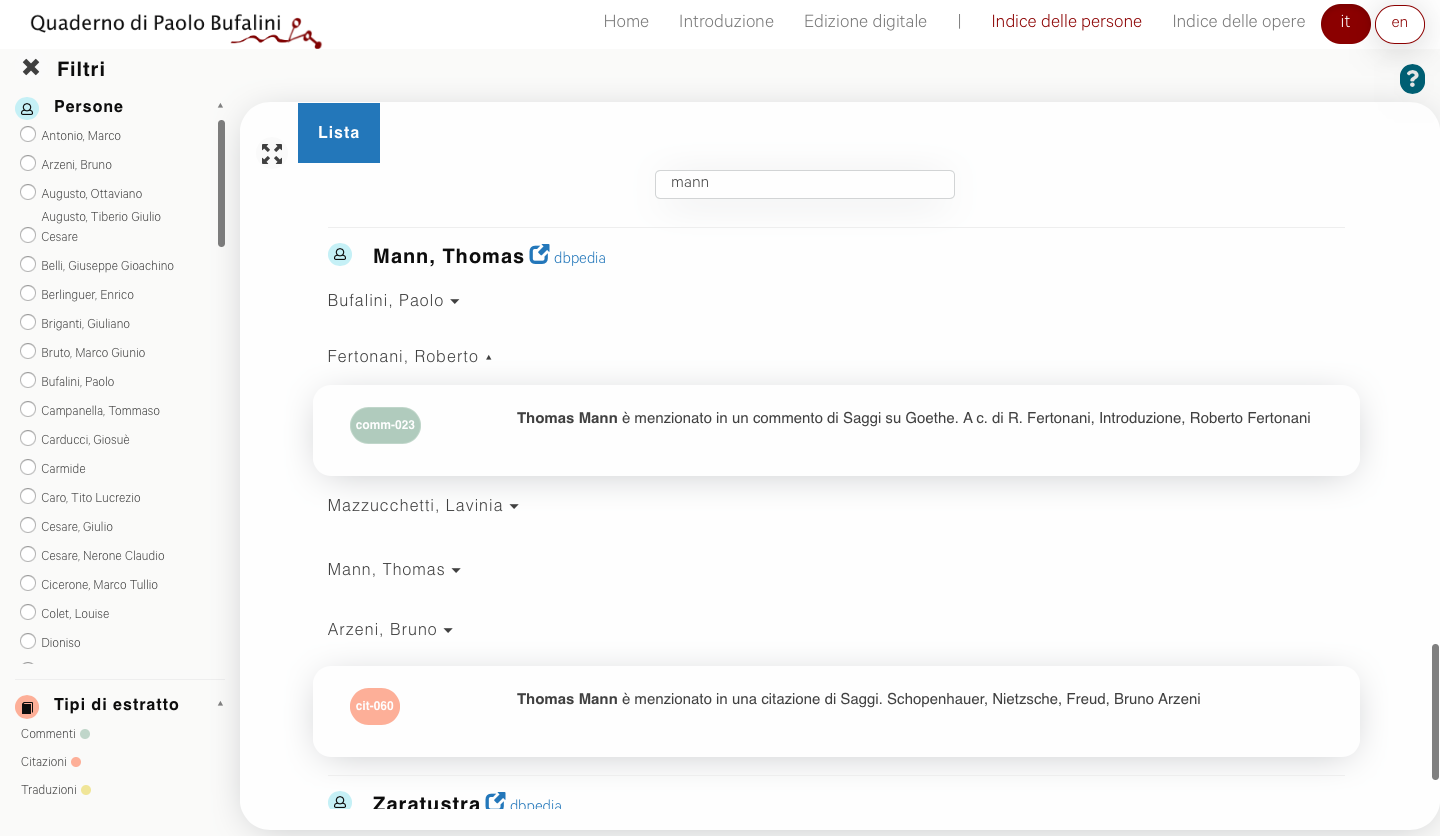 Quaderno di Paolo Bufalini
Home Introduzione Edizione digitale | Indice delle persone Indice delle opere it en
Filtri
?
Persone
Antonio, Marco
Arzeni, Bruno
Augusto, Ottaviano
Augusto, Tiberio Giulio
Cesare
Belli, Giuseppe Gioachino
Berlinguer, Enrico
Briganti, Giuliano
Bruto, Marco Giunio
Bufalini, Paolo
Campanella, Tommaso
Carducci, Giosuè
Carmide
Caro, Tito Lucrezio
Cesare, Giulio
Cesare, Nerone Claudio
Cicerone, Marco Tullio
Colet, Louise
Dioniso
Tipi di estratto
Commenti
Citazioni
Traduzioni
Lista
mann
Mann, Thomas dbpedia
Bufalini, Paolo
Fertonani, Roberto
comm-023 Thomas Mann è menzionato in un commento di Saggi su Goethe. A c. di R. Fertonani, Introduzione, Roberto Fertonani
Mazzucchetti, Lavinia
Mann, Thomas
Arzeni, Bruno
cit-060 Thomas Mann è menzionato in una citazione di Saggi. Schopenhauer, Nietzsche, Freud, Bruno Arzeni
Zaratustra dbpedia